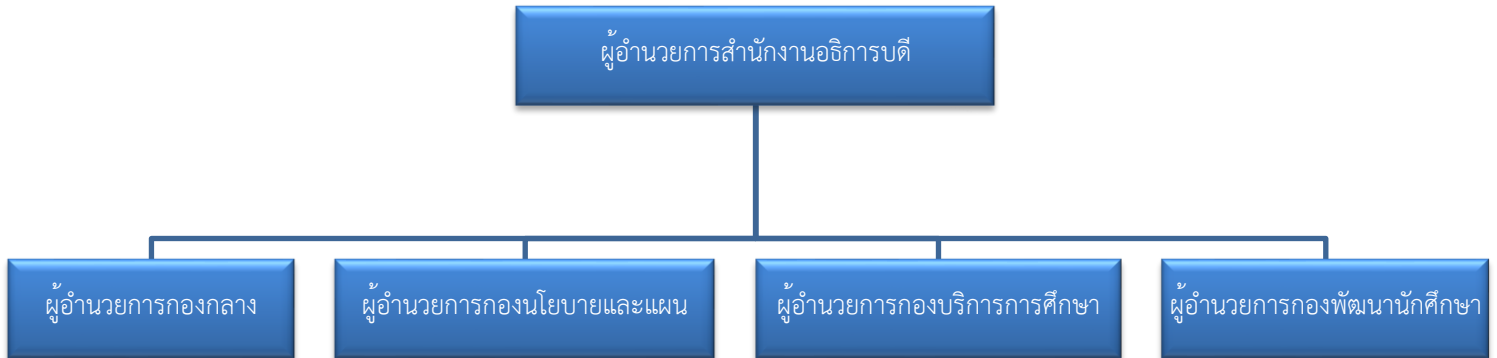 ผู้อำนวยการสำนักงานอธิการบดี
ผู้อำนวยการกองกลาง
ผู้อำนวยการกองนโยบายและแผน
ผู้อำนวยการกองบริการการศึกษา
ผู้อำนวยการกองพัฒนานักศึกษา